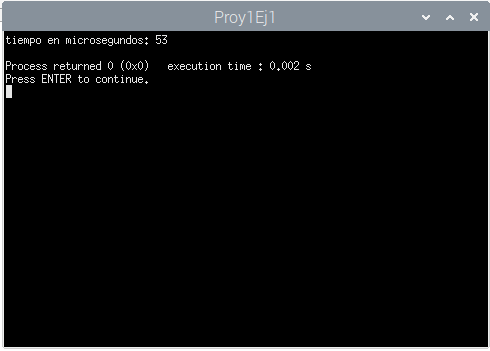 Proy1Ej1
tiempo en microsegundos: 53
Process returned 0 (0x0)   execution time : 0.002 s
Press ENTER to continue.